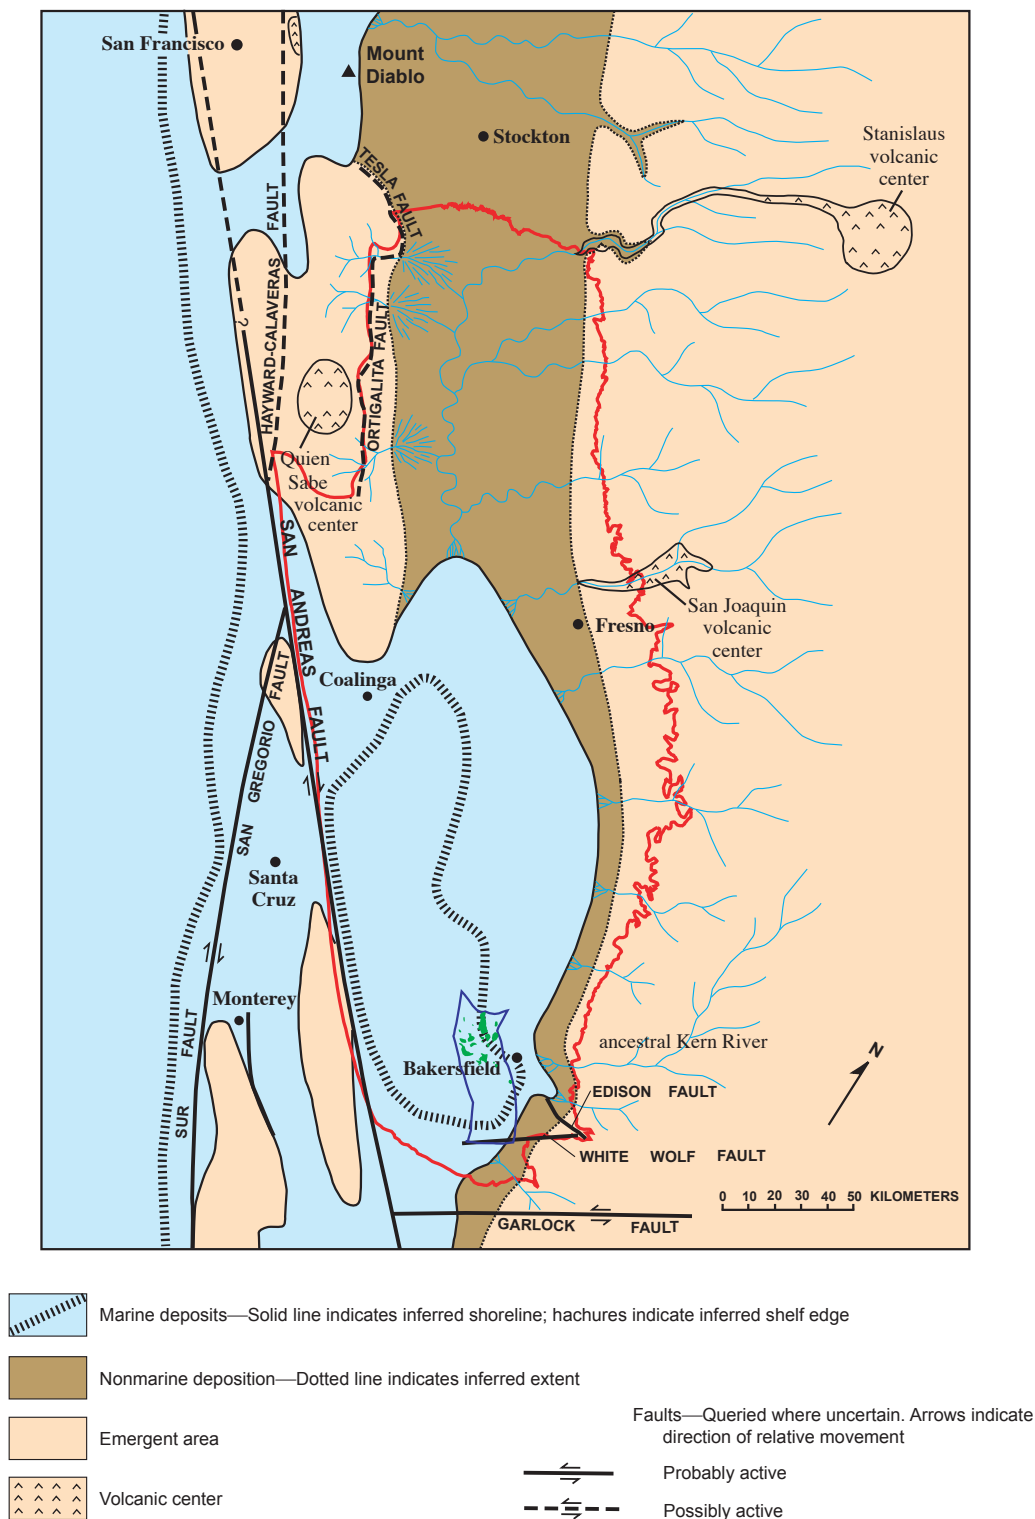 San Francisco
Mount
Diablo
Stockton
Stanislaus
volcanic
center
TESLA FAULT
HAYWARD-CALAVERAS FAULT
?
ORTIGALITA FAULT
Quien
Sabe
volcanic
center
SAN ANDREAS FAULT
San Joaquin
volcanic
center
Fresno
Coalinga
SAN GREGORIO FAULT
Santa
Cruz
Monterey
SUR FAULT
Bakersfield
ancestral Kern River
EDISON FAULT
WHITE WOLF FAULT
GARLOCK FAULT
N
0 10 20 30 40 50 KILOMETERS
Marine deposits—Solid line indicates inferred shoreline; hachures indicate inferred shelf edge
Nonmarine deposition—Dotted line indicates inferred extent
Emergent area
Volcanic center
Faults—Queried where uncertain. Arrows indicate
direction of relative movement
Probably active
Possibly active